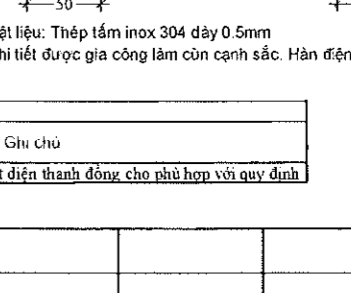 50
ật liệu: Thép tấm inox 304 dày 0.5mm
hi tiết được gia công làm cùn cạnh sắc. Hàn điện
Ghi chú
t diện thanh đồng cho phù hợp với quy định